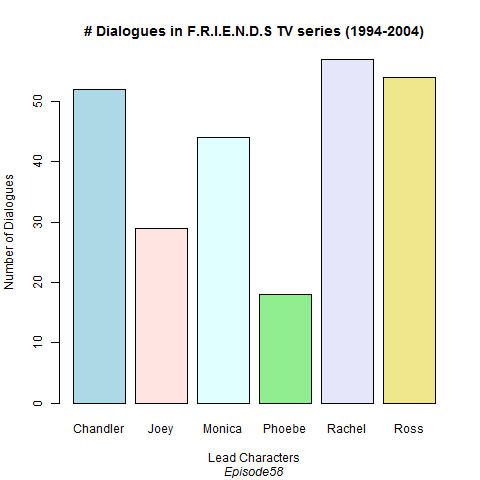 # Dialogues in F.R.I.E.N.D.S TV series (1994-2004)
Number of Dialogues
50
40
30
20
10
0
Chandler Joey Monica Phoebe Rachel Ross
Lead Characters
Episode58